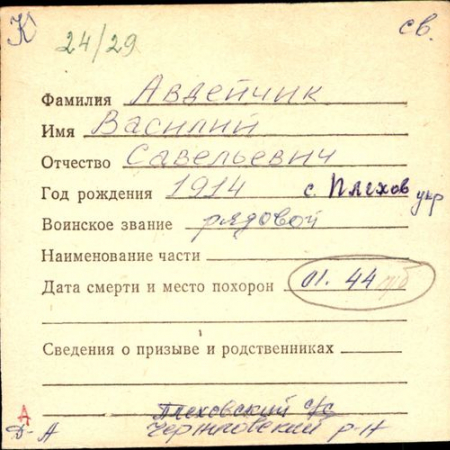 К
св.
24/29
Фамилия Авдейчик
Имя Василий
Отчество Савельевич
Год рождения 1914 с. Плехов
укр
Воинское звание рядовой
Наименование части
Дата смерти и место похорон 01. 44
Сведения о призыве и родственниках
Плеховский с/с
А
Д-А Черниговский р-н